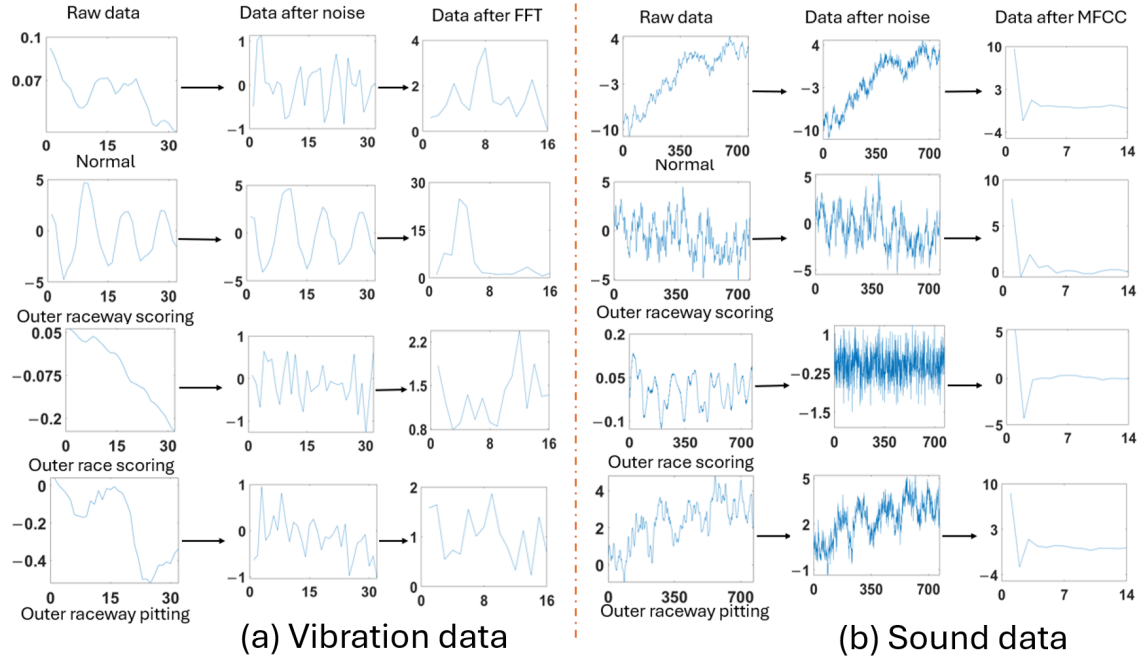 Raw data Data after noise Data after FFT Raw data Data after noise Data after MFCC
0.1 0.07 0 15 30
1 0 −1 0 15 30
4 2 0 0 8 16
4 −3 −10 0 350 700
4 −3 −10 0 350 700
10 3 −4 0 7 14
Normal Normal
5 0 −5 0 15 30
5 0 −5 0 15 30
30 15 0 0 8 16
5 0 −5 0 350 700
5 0 −5 0 350 700
10 5 0 0 7 14
Outer raceway scoring Outer raceway scoring
0.05 −0.075 −0.2 0 15 30
1 0 −1 0 10 20 30
2.2 1.5 0.8 0 8 16
0.2 0.05 −0.1 0 350 700
1 −0.25 −1.5 0 350 700
5 0 −5 0 7 14
Outer race scoring Outer race scoring
0 −0.2 −0.4 0 15 30
1 0 −1 0 15 30
2 1 0 0 8 16
4 2 0 0 350 700
5 2 −1 0 350 700
10 3 −4 0 7 14
Outer raceway pitting Outer raceway pitting
(a) Vibration data (b) Sound data